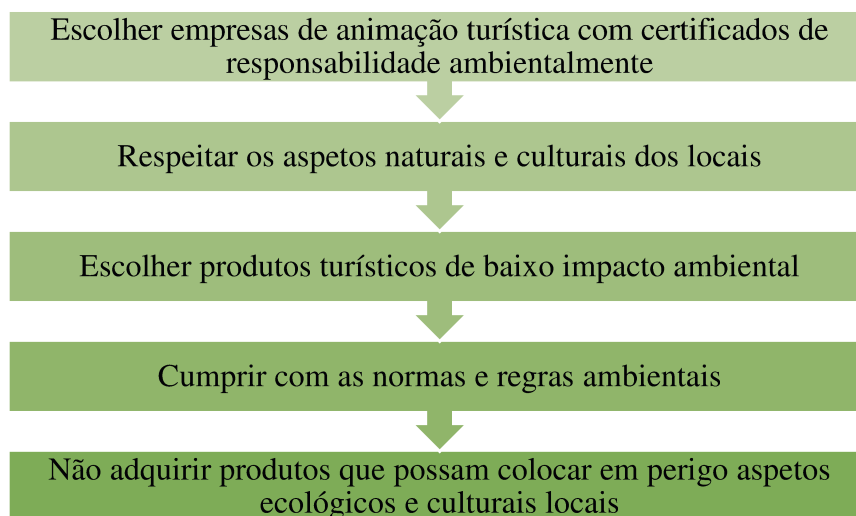 Escolher empresas de animação turística com certificados de
responsabilidade ambientalmente
Respeitar os aspetos naturais e culturais dos locais
Escolher produtos turísticos de baixo impacto ambiental
Cumprir com as normas e regras ambientais
Não adquirir produtos que possam colocar em perigo aspetos
ecológicos e culturais locais